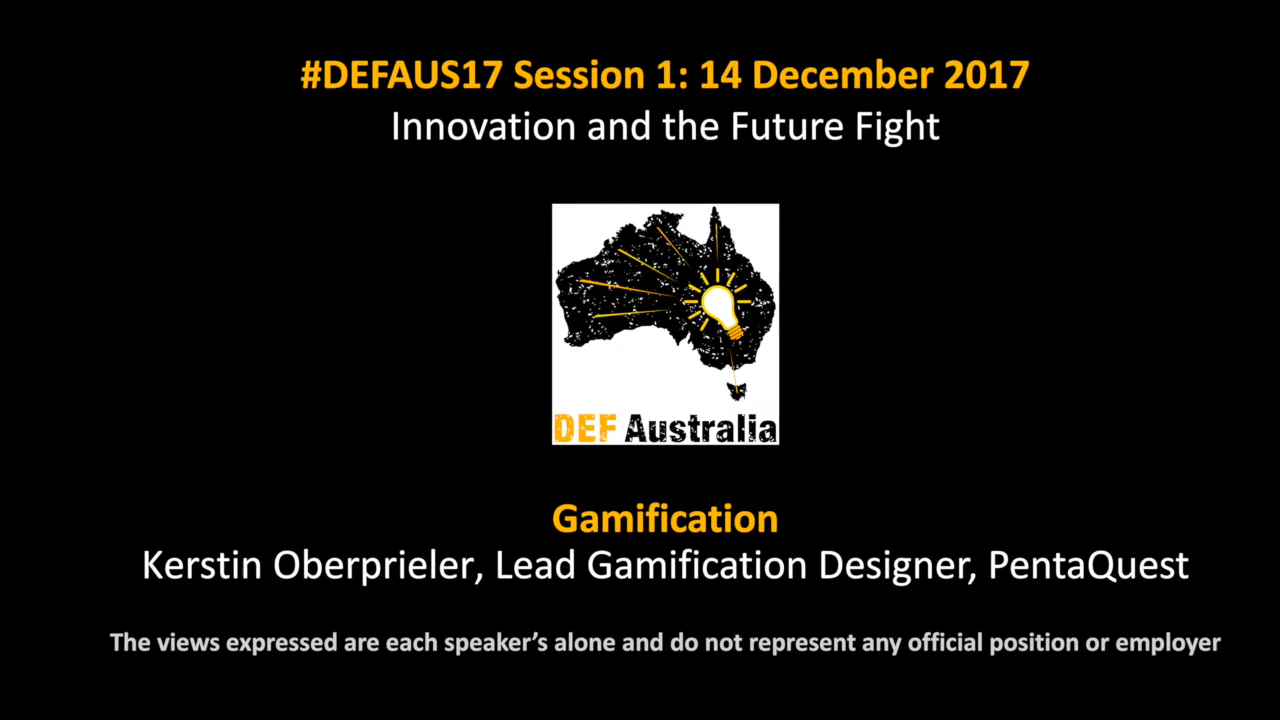 #DEFAUS17 Session 1: 14 December 2017
Innovation and the Future Fight
DEF Australia
Gamification
Kerstin Oberprieler, Lead Gamification Designer, PentaQuest
The views expressed are each speaker’s alone and do not represent any official position or employer